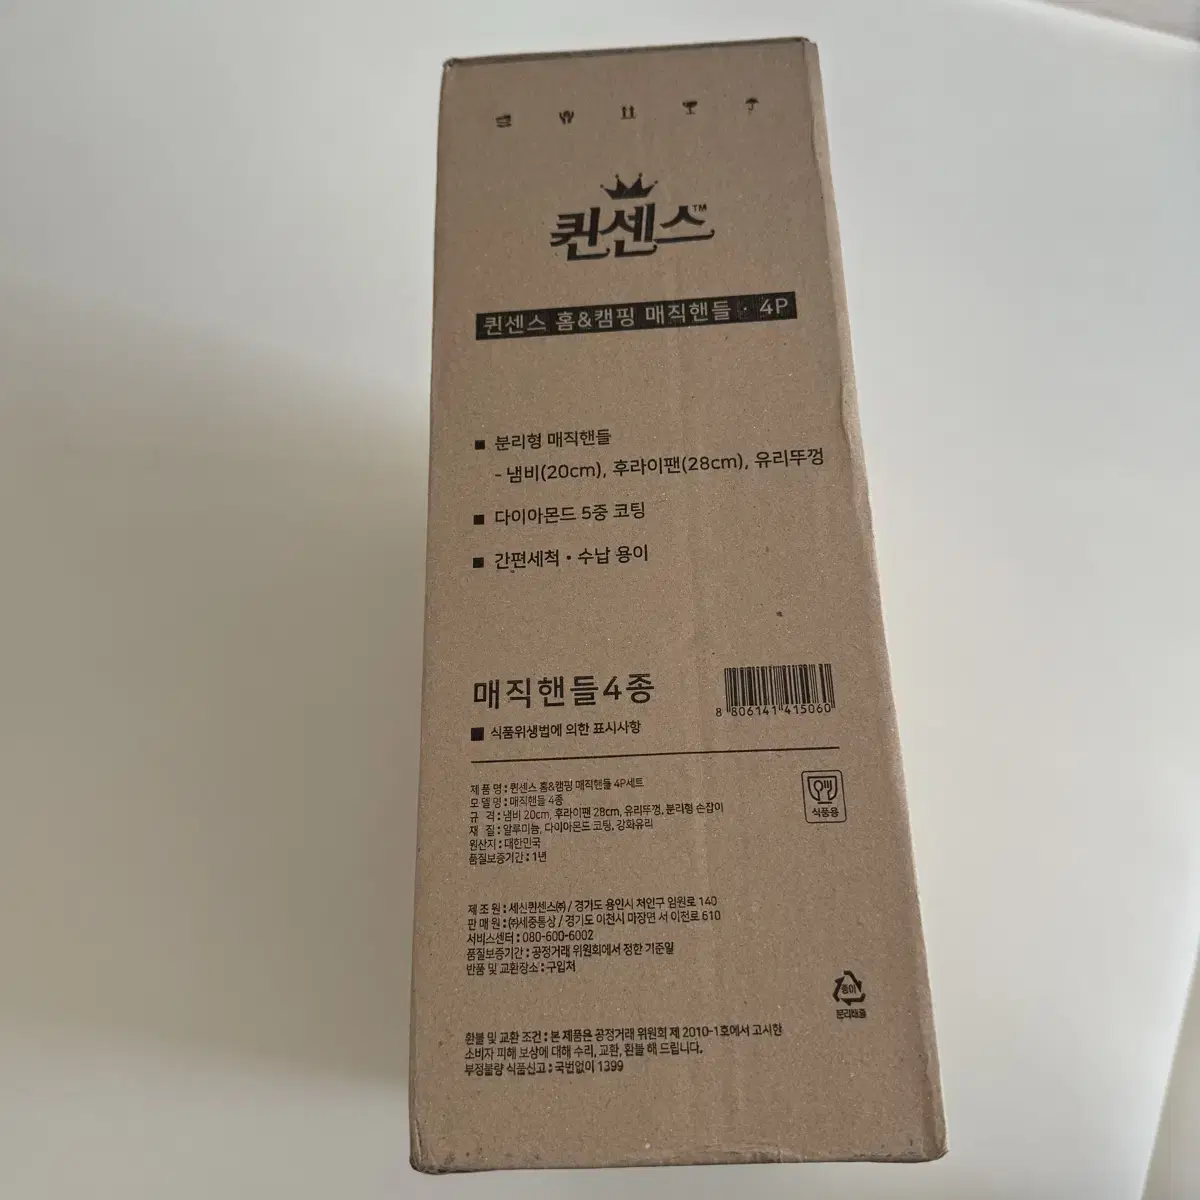 퀸센스™
퀸센스 홈&캠핑 매직핸들 · 4P
■ 분리형 매직핸들
- 냄비(20cm), 후라이팬(28cm), 유리뚜껑
■ 다이아몬드 5중 코팅
■ 간편세척 • 수납 용이
매직핸들4종
8 806141 415060
■ 식품위생법에 의한 표시사항
제 품 명 : 퀸센스 홈&캠핑 매직핸들 4P세트
모 델 명 : 매직핸들 4종
규 격 : 냄비 20cm, 후라이팬 28cm, 유리뚜껑, 분리형 손잡이
재 질 : 알루미늄, 다이아몬드 코팅, 강화유리
원산지 : 대한민국
품질보증기간 : 1년
식품용
제 조 원 : 세신퀸센스㈜ / 경기도 용인시 처인구 임원로 140
판 매 원 : ㈜세중통상 / 경기도 이천시 마장면 서 이천로 610
서비스센터 : 080-600-6002
품질보증기간 : 공정거래 위원회에서 정한 기준일
반품 및 교환장소 : 구입처
종이
분리배출
환불 및 교환 조건 : 본 제품은 공정거래 위원회 제 2010-1호에서 고시한
소비자 피해 보상에 대해 수리, 교환, 환불 해 드립니다.
부정불량 식품신고 : 국번없이 1399